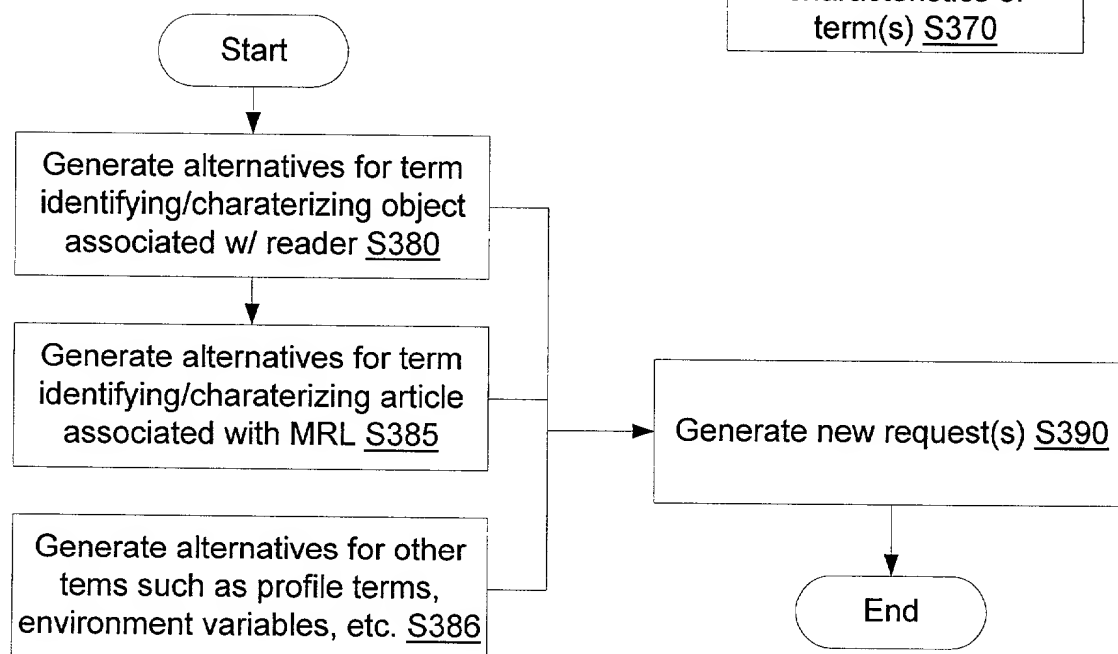 term(s) S370
Start
Generate alternatives for term
identifying/charaterizing object
associated w/ reader S380
Generate alternatives for term
identifying/charaterizing article
associated with MRL S385
Generate alternatives for other
tems such as profile terms,
environment variables, etc. S386
Generate new request(s) S390
End